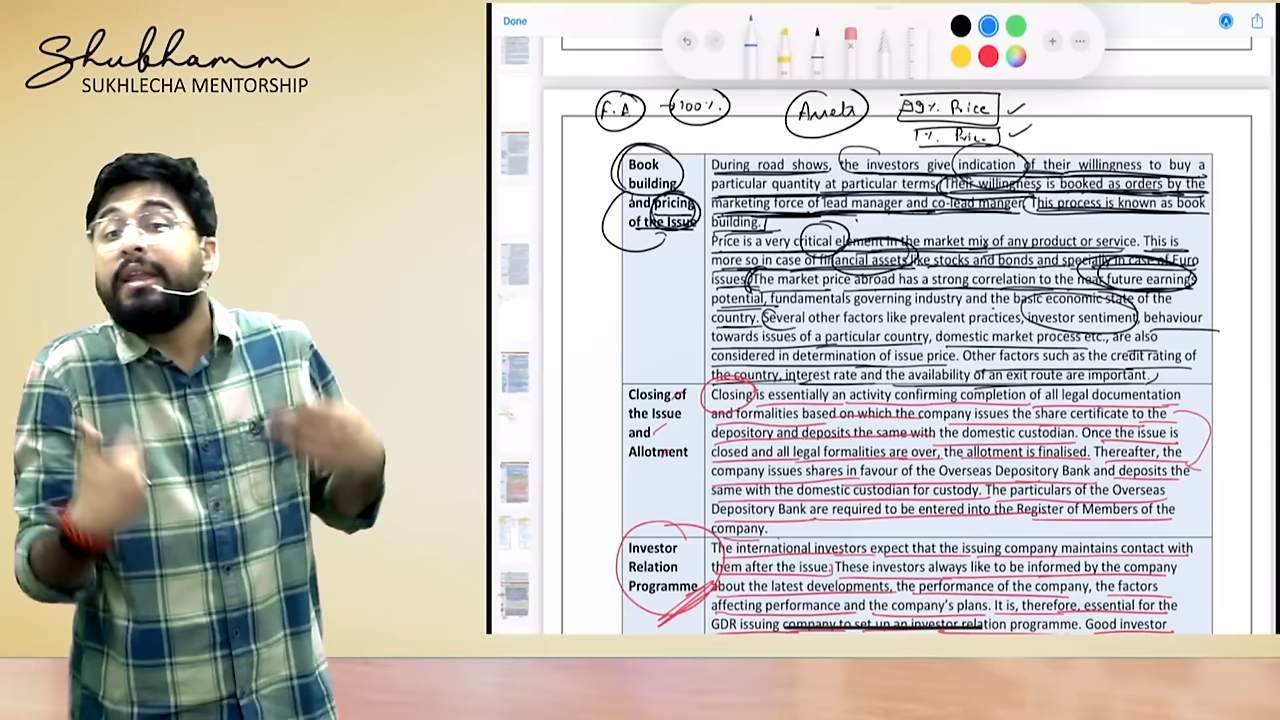 Shubhamm
SUKHLECHA MENTORSHIP
Done
F.A → 100%. Assets 99% Price ✓
1% Price ✓
Book
building
and pricing
of the Issue
During road shows, the investors give indication of their willingness to buy a
particular quantity at particular terms. Their willingness is booked as orders by the
marketing force of lead manager and co-lead manger. This process is known as book
building.
Price is a very critical element in the market mix of any product or service. This is
more so in case of financial assets like stocks and bonds and specially in case of Euro
issues. The market price abroad has a strong correlation to the near future earnings
potential, fundamentals governing industry and the basic economic state of the
country. Several other factors like prevalent practices, investor sentiment, behaviour
towards issues of a particular country, domestic market process etc., are also
considered in determination of issue price. Other factors such as the credit rating of
the country, interest rate and the availability of an exit route are important.
Closing of
the Issue
and
Allotment
Closing is essentially an activity confirming completion of all legal documentation
and formalities based on which the company issues the share certificate to the
depository and deposits the same with the domestic custodian. Once the issue is
closed and all legal formalities are over, the allotment is finalised. Thereafter, the
company issues shares in favour of the Overseas Depository Bank and deposits the
same with the domestic custodian for custody. The particulars of the Overseas
Depository Bank are required to be entered into the Register of Members of the
company.
Investor
Relation
Programme
The international investors expect that the issuing company maintains contact with
them after the issue. These investors always like to be informed by the company
about the latest developments, the performance of the company, the factors
affecting performance and the company's plans. It is, therefore, essential for the
GDR issuing company to set up an investor relation programme. Good investor